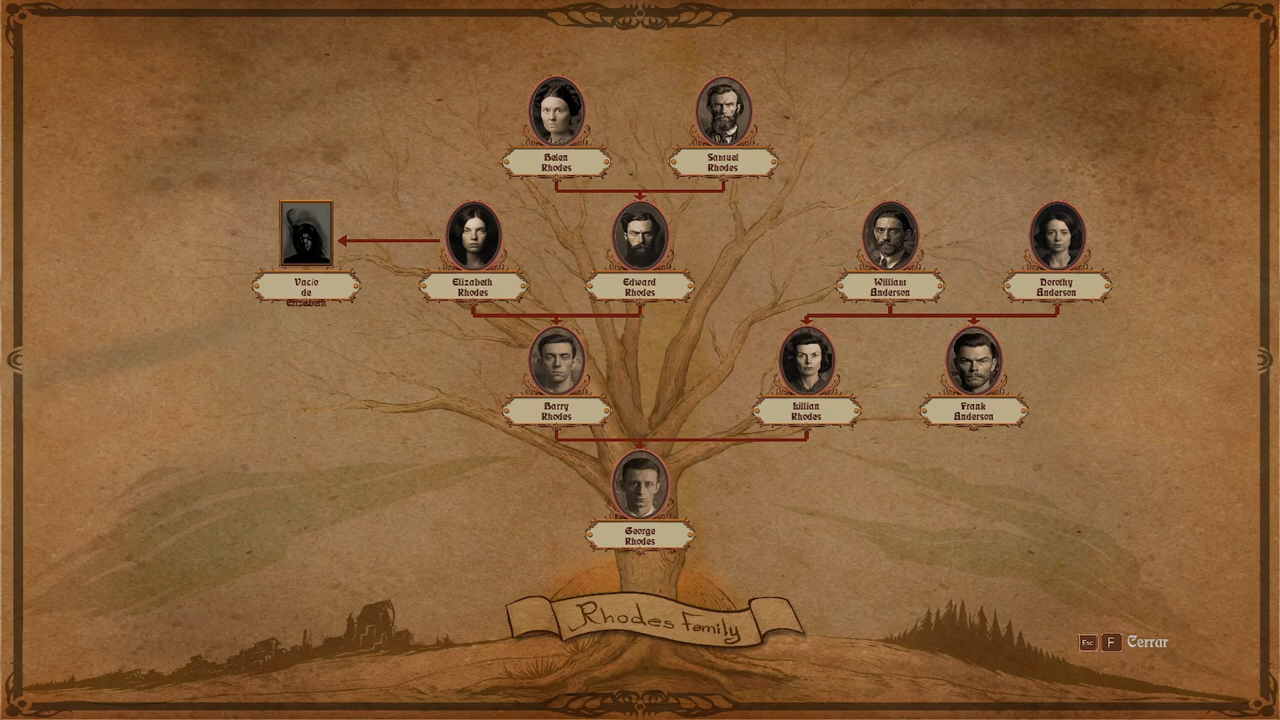 Helen
Rhodes
Samuel
Rhodes
Vacío
de
Elizabeth
Elizabeth
Rhodes
Edward
Rhodes
William
Anderson
Dorothy
Anderson
Harry
Rhodes
Lillian
Rhodes
Frank
Anderson
George
Rhodes
Rhodes Family
Esc F Cerrar